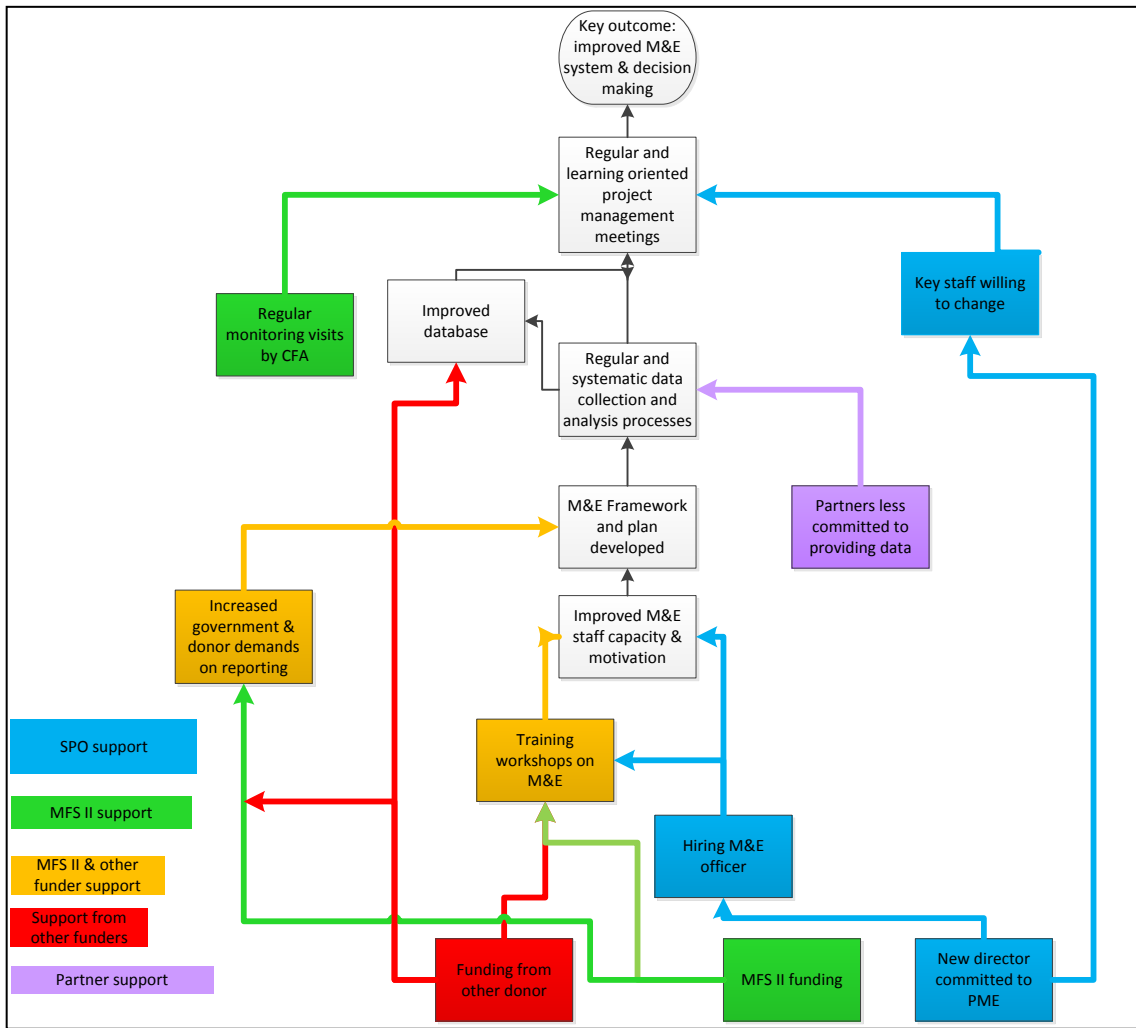 Key outcome:
improved M&E
system & decision
making
Regular and
learning oriented
project
management
meetings
Key staff willing
to change
Regular
monitoring visits
by CFA
Improved
database
Regular and
systematic data
collection and
analysis processes
M&E Framework
and plan
developed
Partners less
committed to
providing data
Increased
government &
donor demands
on reporting
Improved M&E
staff capacity &
motivation
SPO support
Training
workshops on
M&E
MFS II support
Hiring M&E
officer
MFS II & other
funder support
Support from
other funders
Partner support
Funding from
other donor
MFS II funding
New director
committed to
PME